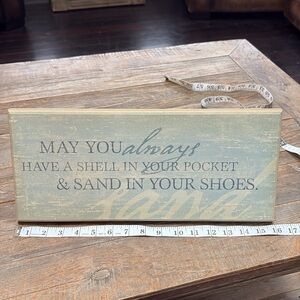 MAY YOU always
HAVE A SHELL IN YOUR POCKET
& SAND IN YOUR SHOES.
sand
2 3 4 5 6 7 8 9 10 11 12 13 14 15 16 17